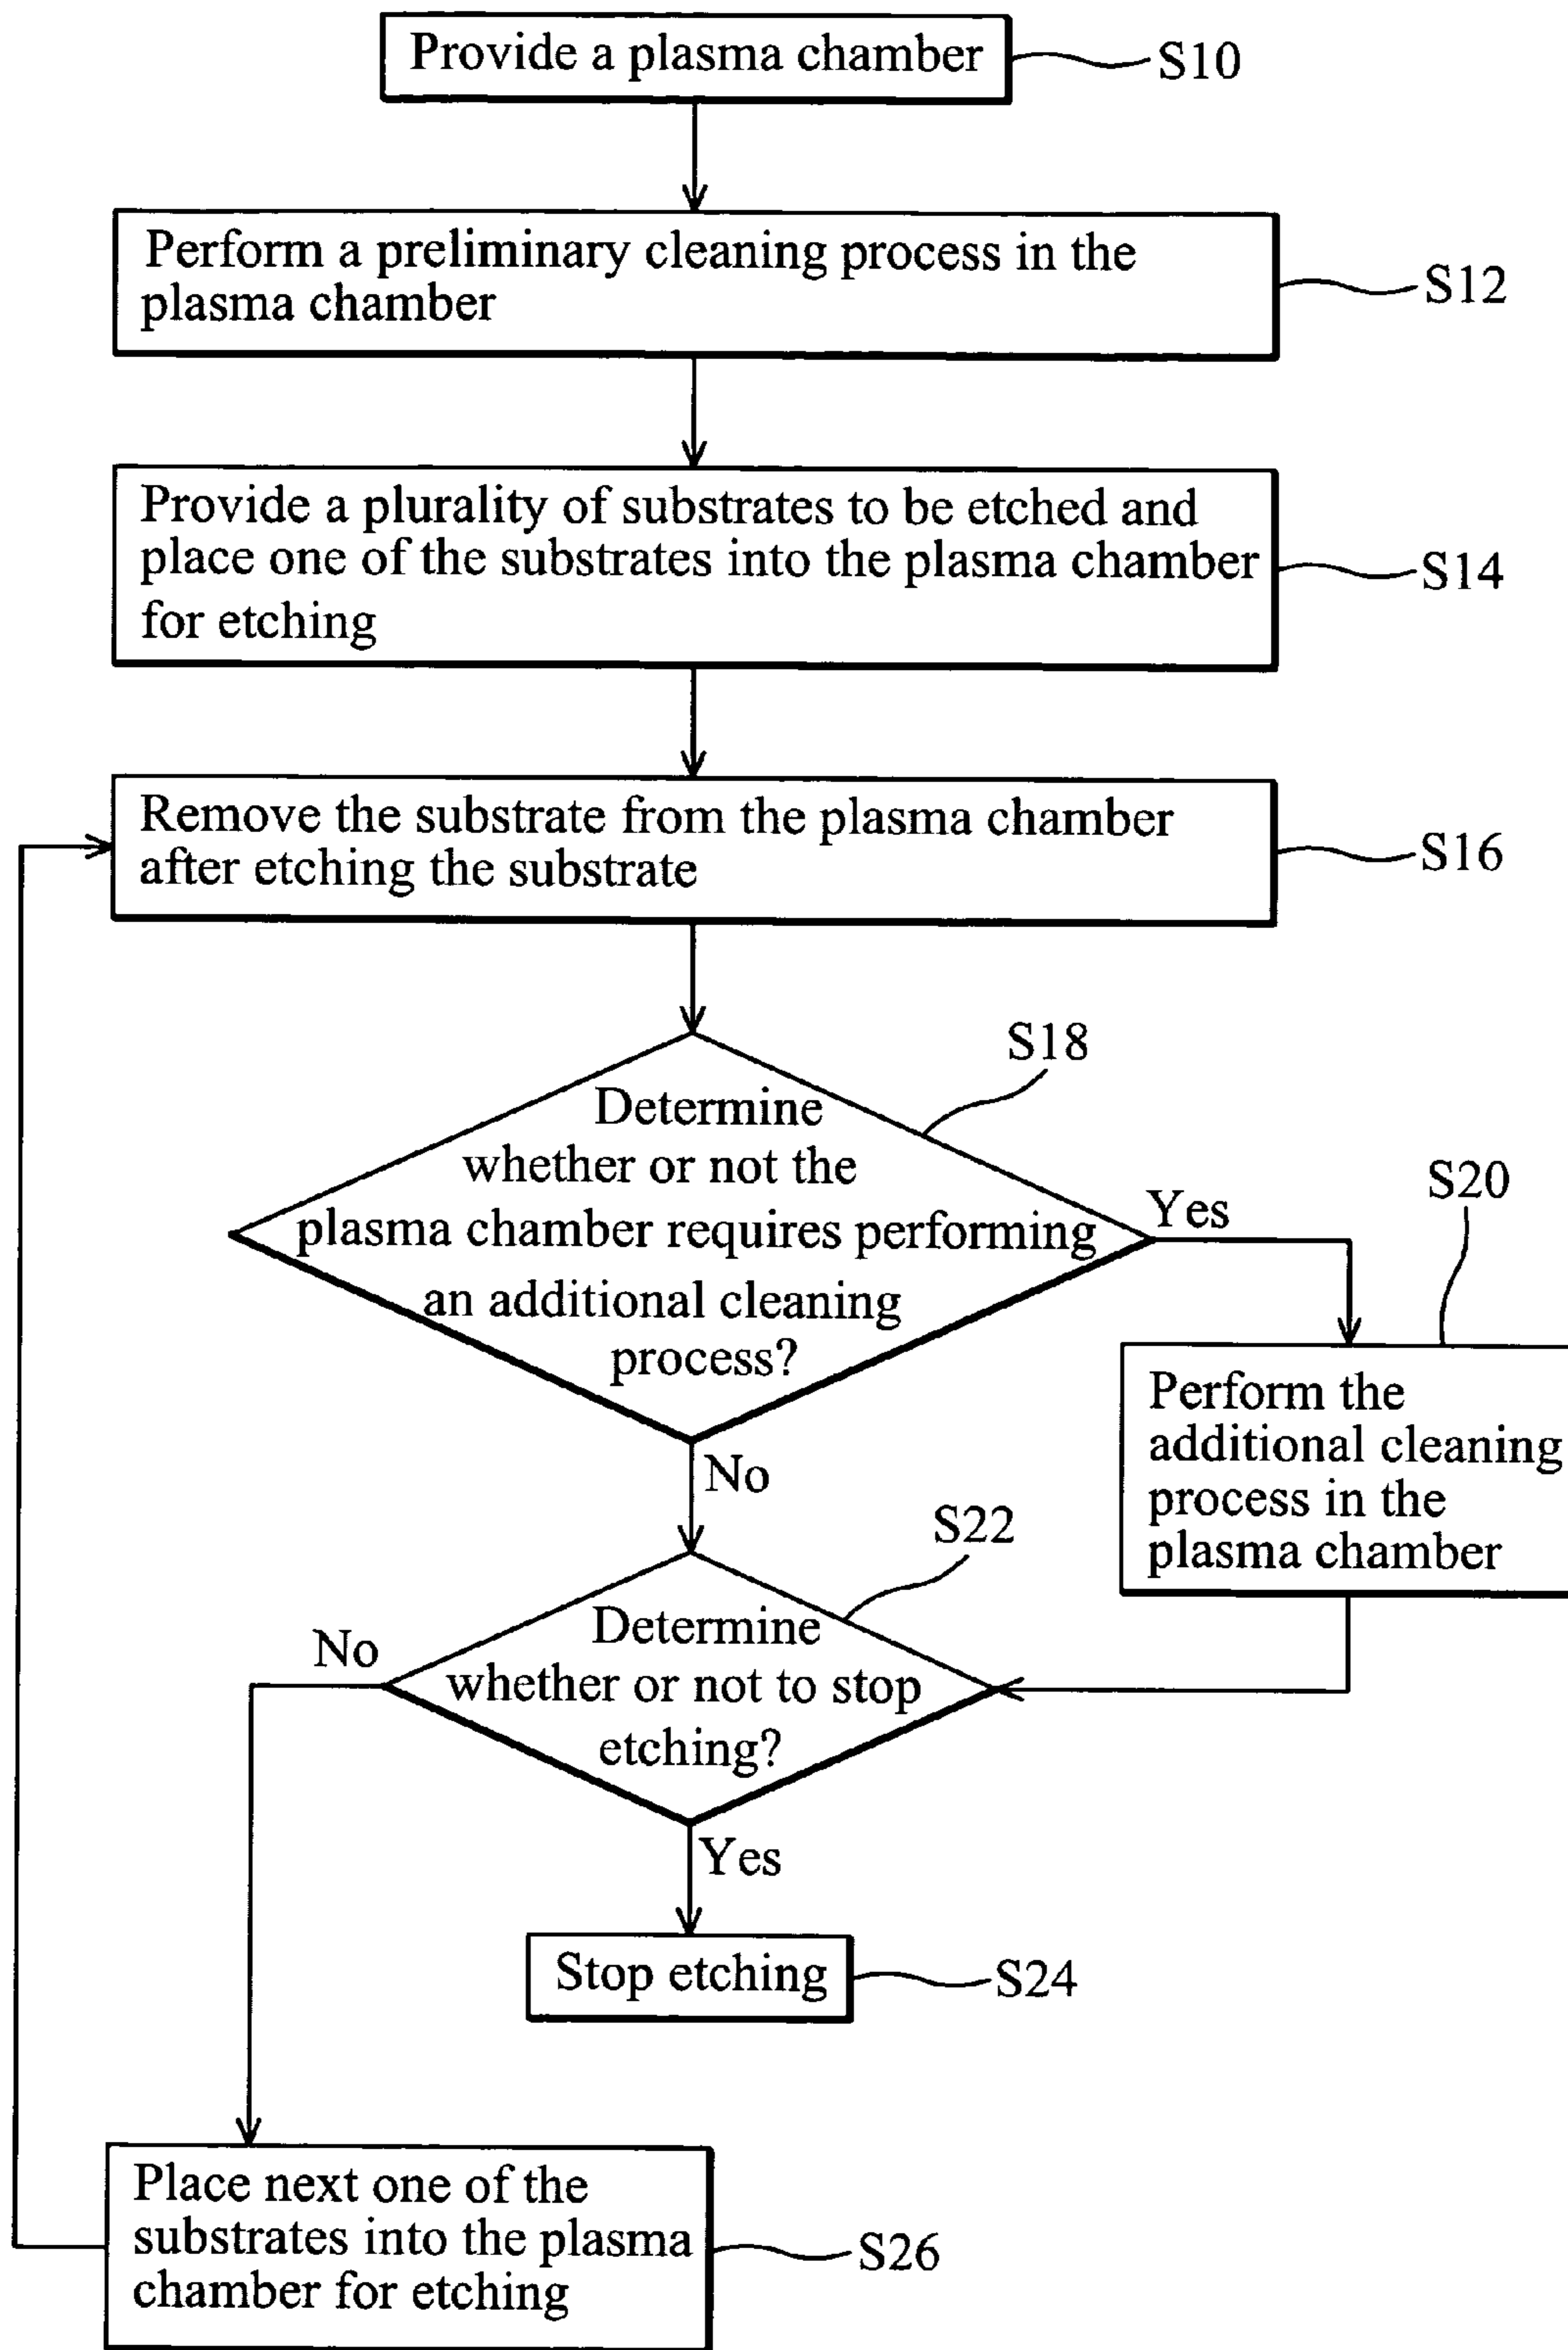 Provide a plasma chamber
S10
Perform a preliminary cleaning process in the
plasma chamber
S12
Provide a plurality of substrates to be etched and
place one of the substrates into the plasma chamber
for etching
S14
Remove the substrate from the plasma chamber
after etching the substrate
S16
S18
Determine
whether or not the
plasma chamber requires performing
an additional cleaning
process?
Yes
S20
Perform the
additional cleaning
process in the
plasma chamber
No
S22
Determine
whether or not to stop
etching?
No
Yes
Stop etching
S24
Place next one of the
substrates into the plasma
chamber for etching
S26